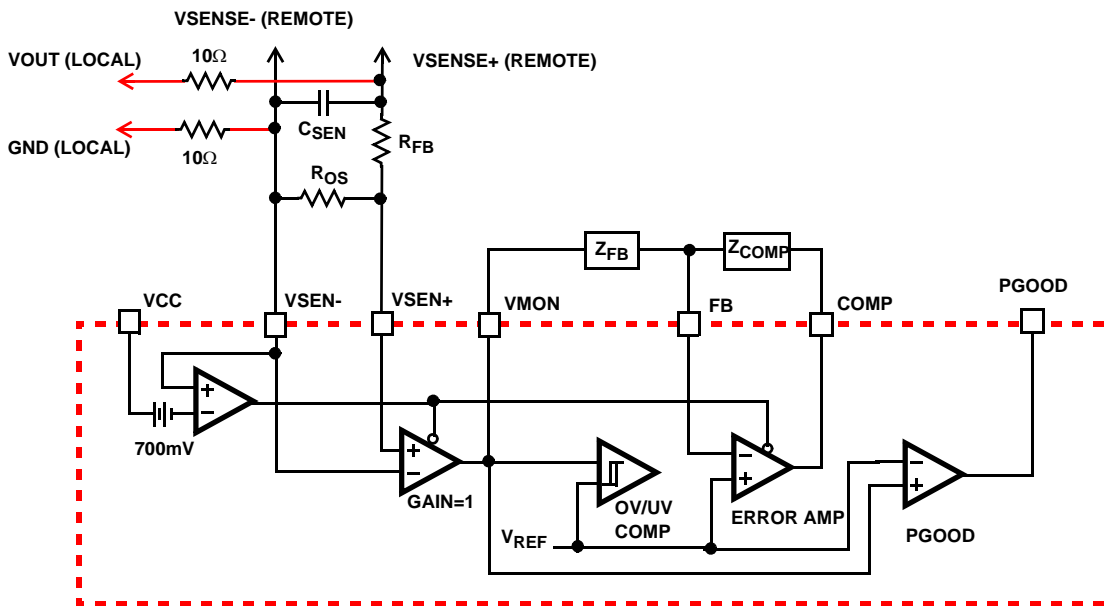 VSENSE- (REMOTE)
10Ω
VOUT (LOCAL)
VSENSE+ (REMOTE)
CSEN
GND (LOCAL)
10Ω
RFB
ROS
ZFB
ZCOMP
VCC
VSEN-
VSEN+
VMON
FB
COMP
PGOOD
+
−
700mV
+
−
GAIN=1
OV/UV
COMP
−
+
ERROR AMP
−
+
PGOOD
VREF